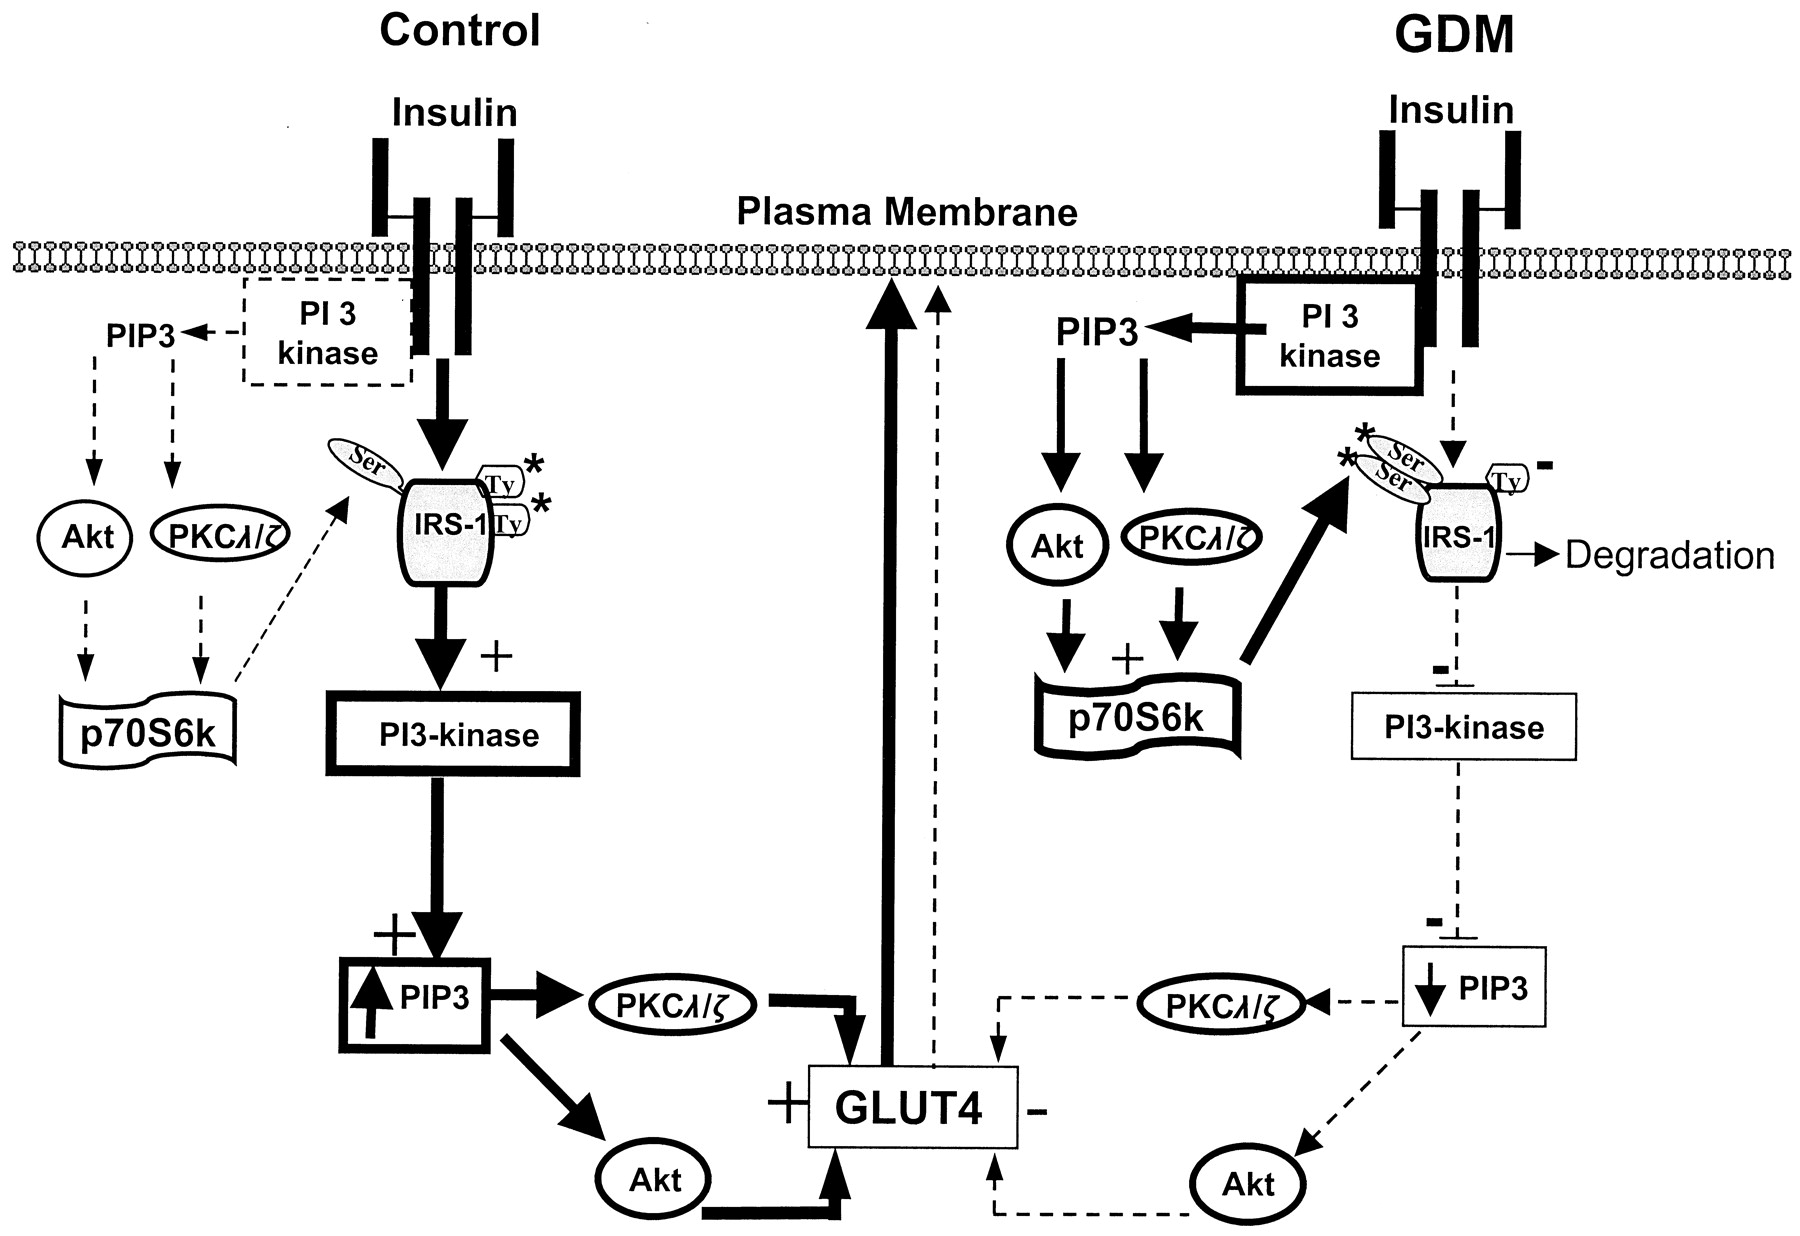 Control
GDM
Insulin
Insulin
Plasma Membrane
PI 3
kinase
PIP3
Akt
PKCλ/ζ
p70S6k
Ser
*
Ty
*
Ty
IRS-1
+
PI3-kinase
+
PIP3
PKCλ/ζ
Akt
+
GLUT4
-
PI 3
kinase
PIP3
Akt
PKCλ/ζ
+
p70S6k
*
Ser
*
Ser
Ty
-
IRS-1
Degradation
-
PI3-kinase
-
PIP3
PKCλ/ζ
Akt